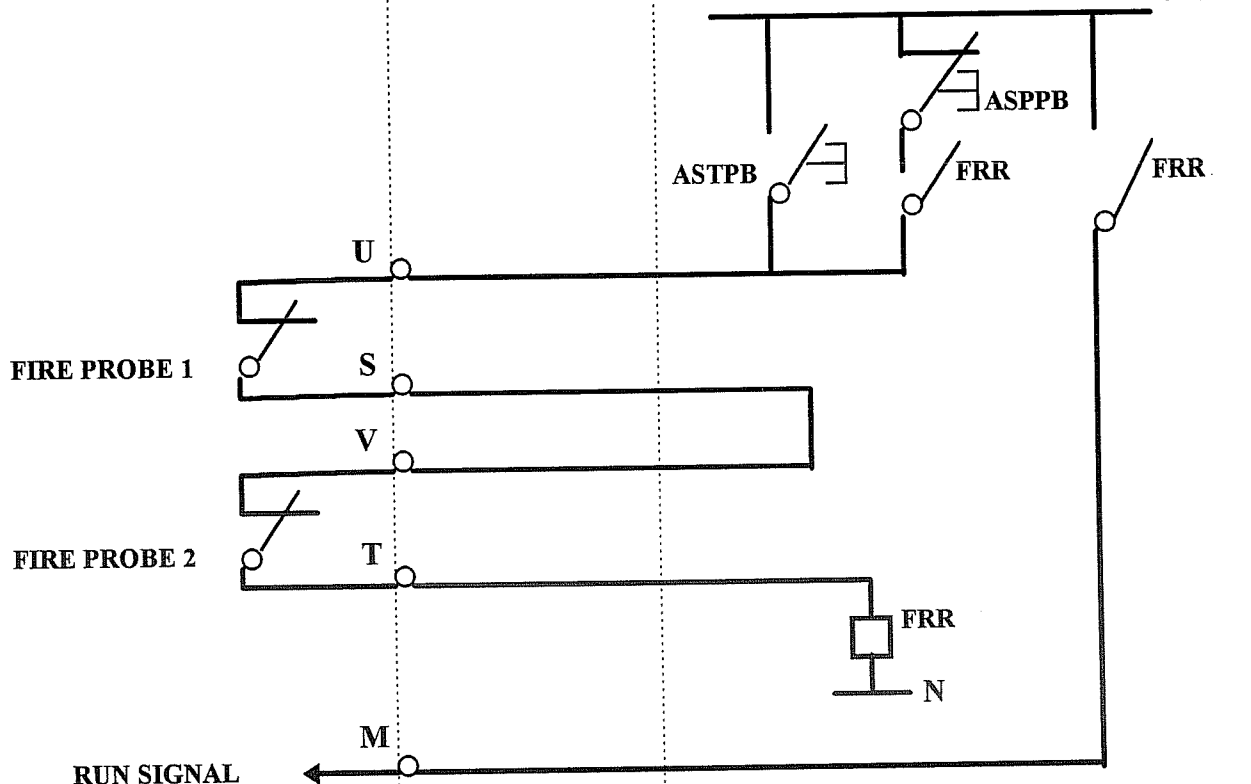 ASPPB
ASTPB
FRR
FRR
U
FIRE PROBE 1
S
V
FIRE PROBE 2
T
FRR
N
M
RUN SIGNAL